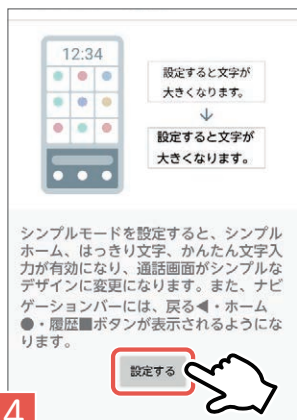 12:34
設定すると文字が
大きくなります。
設定すると文字が
大きくなります。
シンプルモードを設定すると、シンプル
ホーム、はっきり文字、かんたん文字入
力が有効になり、通話画面がシンプルな
デザインに変更になります。また、ナビ
ゲーションバーには、戻る◀・ホーム
●・履歴■ボタンが表示されるようにな
ります。
設定する
4